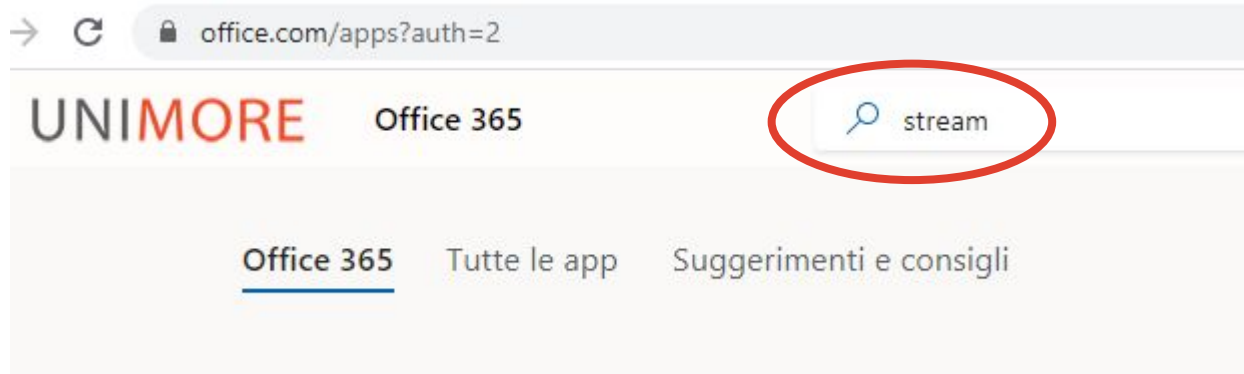 office.com/apps?auth=2
UNIMORE Office 365 stream
Office 365 Tutte le app Suggerimenti e consigli